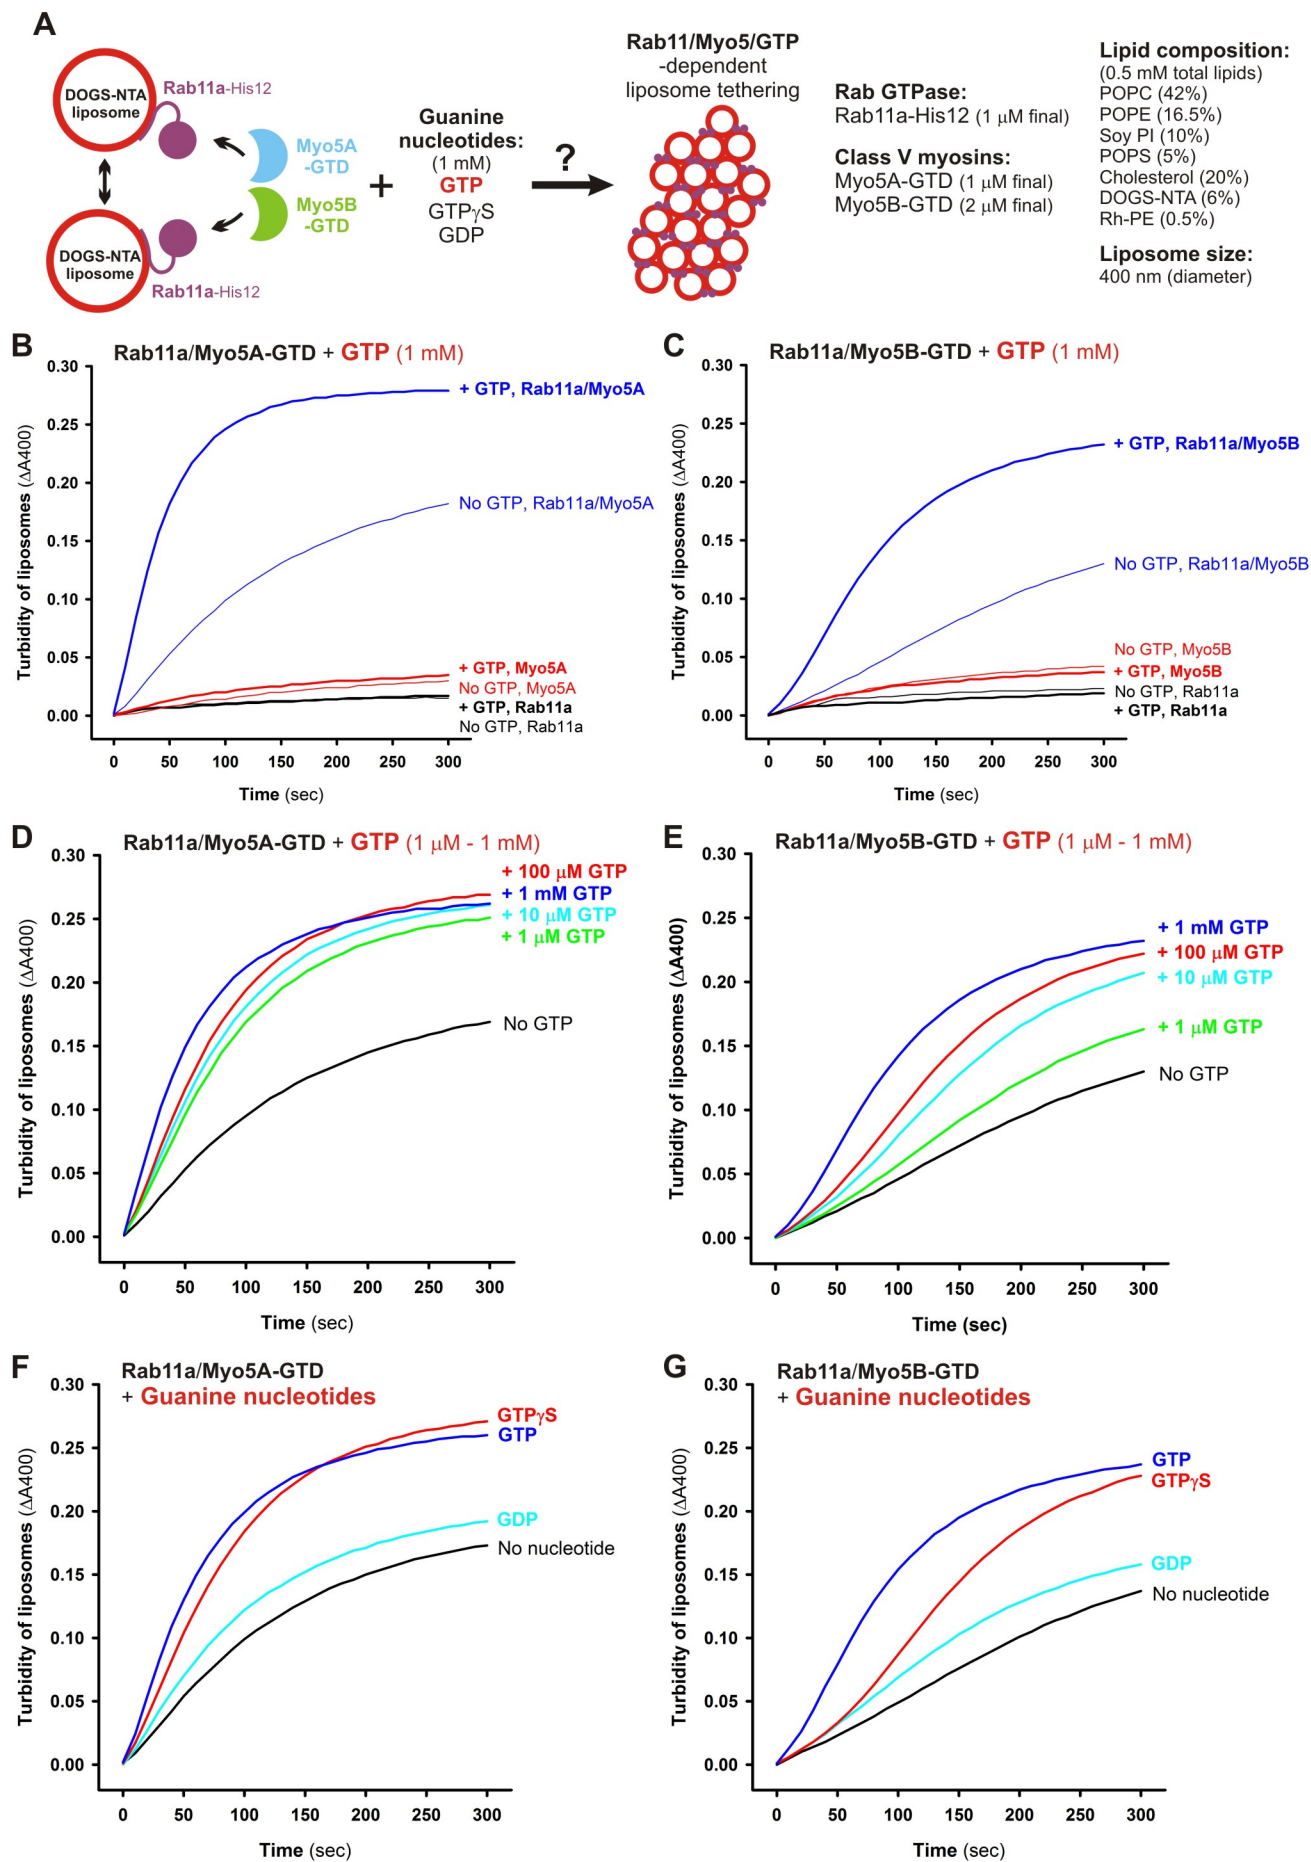 A
DOGS-NTA
liposome
Rab11a-His12
DOGS-NTA
liposome
Rab11a-His12
Myo5A
-GTD
Myo5B
-GTD
+
Guanine
nucleotides:
(1 mM)
GTP
GTPγS
GDP
?
Rab11/Myo5/GTP
-dependent
liposome tethering
Rab GTPase:
Rab11a-His12 (1 μM final)
Class V myosins:
Myo5A-GTD (1 μM final)
Myo5B-GTD (2 μM final)
Lipid composition:
(0.5 mM total lipids)
POPC (42%)
POPE (16.5%)
Soy PI (10%)
POPS (5%)
Cholesterol (20%)
DOGS-NTA (6%)
Rh-PE (0.5%)
Liposome size:
400 nm (diameter)
B
Rab11a/Myo5A-GTD + GTP (1 mM)
Turbidity of liposomes (ΔA400)
0.30
0.25
0.20
0.15
0.10
0.05
0.00
+ GTP, Rab11a/Myo5A
No GTP, Rab11a/Myo5A
+ GTP, Myo5A
No GTP, Myo5A
+ GTP, Rab11a
No GTP, Rab11a
0 50 100 150 200 250 300
Time (sec)
C
Rab11a/Myo5B-GTD + GTP (1 mM)
Turbidity of liposomes (ΔA400)
0.30
0.25
0.20
0.15
0.10
0.05
0.00
+ GTP, Rab11a/Myo5B
No GTP, Rab11a/Myo5B
No GTP, Myo5B
+ GTP, Myo5B
No GTP, Rab11a
+ GTP, Rab11a
0 50 100 150 200 250 300
Time (sec)
D
Rab11a/Myo5A-GTD + GTP (1 μM - 1 mM)
Turbidity of liposomes (ΔA400)
0.30
0.25
0.20
0.15
0.10
0.05
0.00
+ 100 μM GTP
+ 1 mM GTP
+ 10 μM GTP
+ 1 μM GTP
No GTP
0 50 100 150 200 250 300
Time (sec)
E
Rab11a/Myo5B-GTD + GTP (1 μM - 1 mM)
Turbidity of liposomes (ΔA400)
0.30
0.25
0.20
0.15
0.10
0.05
0.00
+ 1 mM GTP
+ 100 μM GTP
+ 10 μM GTP
+ 1 μM GTP
No GTP
0 50 100 150 200 250 300
Time (sec)
F
Rab11a/Myo5A-GTD
+ Guanine nucleotides
Turbidity of liposomes (ΔA400)
0.30
0.25
0.20
0.15
0.10
0.05
0.00
GTPγS
GTP
GDP
No nucleotide
0 50 100 150 200 250 300
Time (sec)
G
Rab11a/Myo5B-GTD
+ Guanine nucleotides
Turbidity of liposomes (ΔA400)
0.30
0.25
0.20
0.15
0.10
0.05
0.00
GTP
GTPγS
GDP
No nucleotide
0 50 100 150 200 250 300
Time (sec)